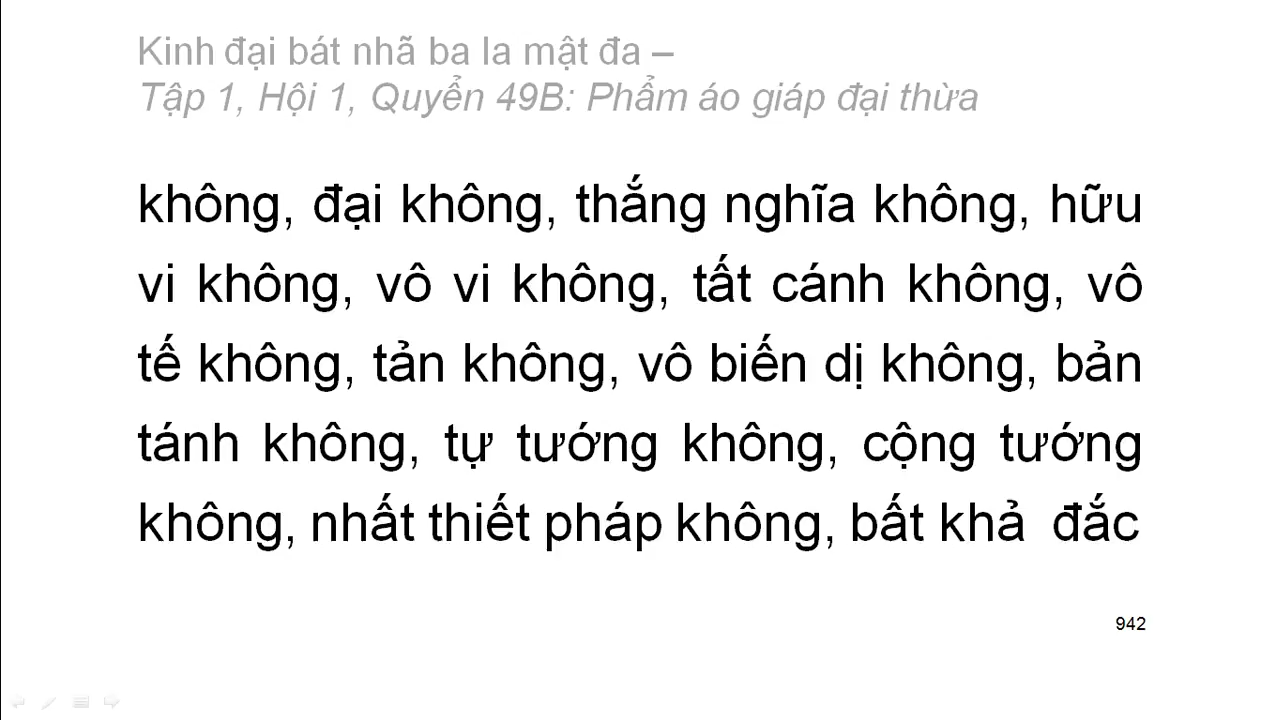 Kinh đại bát nhã ba la mật đa –
Tập 1, Hội 1, Quyển 49B: Phẩm áo giáp đại thừa
không, đại không, thắng nghĩa không, hữu
vi không, vô vi không, tất cánh không, vô
tế không, tản không, vô biến dị không, bản
tánh không, tự tướng không, cộng tướng
không, nhất thiết pháp không, bất khả đắc
942